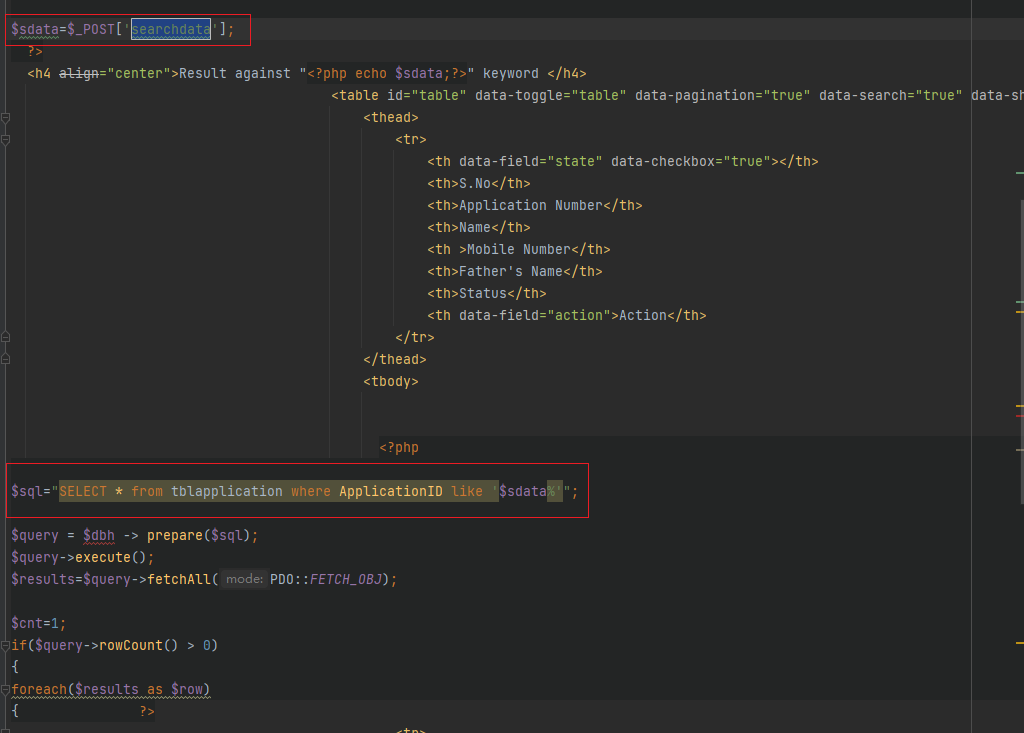 $sdata=$_POST['searchdata'];
?>
<h4 align="center">Result against "<?php echo $sdata;?>" keyword </h4>
<table id="table" data-toggle="table" data-pagination="true" data-search="true" data-sh
<thead>
<tr>
<th data-field="state" data-checkbox="true"></th>
<th>S.No</th>
<th>Application Number</th>
<th>Name</th>
<th >Mobile Number</th>
<th>Father's Name</th>
<th>Status</th>
<th data-field="action">Action</th>
</tr>
</thead>
<tbody>
<?php
$sql="SELECT * from tblapplication where ApplicationID like '$sdata%'";
$query = $dbh -> prepare($sql);
$query->execute();
$results=$query->fetchAll( mode: PDO::FETCH_OBJ);
$cnt=1;
if($query->rowCount() > 0)
{
foreach($results as $row)
{ ?>
<tr>